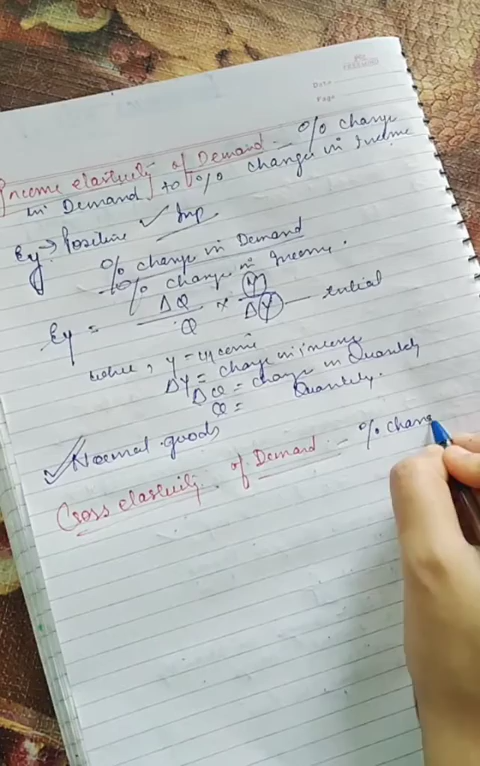 Date
Page
Income elasticity of Demand - % change
in Demand to % change in Income
Ey → Positive ✓ Imp
% change in Demand
% change in Income.
Ey = ΔQ / Q × Y / ΔY
where, y = income
ΔY = change in income
ΔQ = change in Quantity
Q = Quantity.
✓ Normal goods
Cross elasticity of Demand - % chang